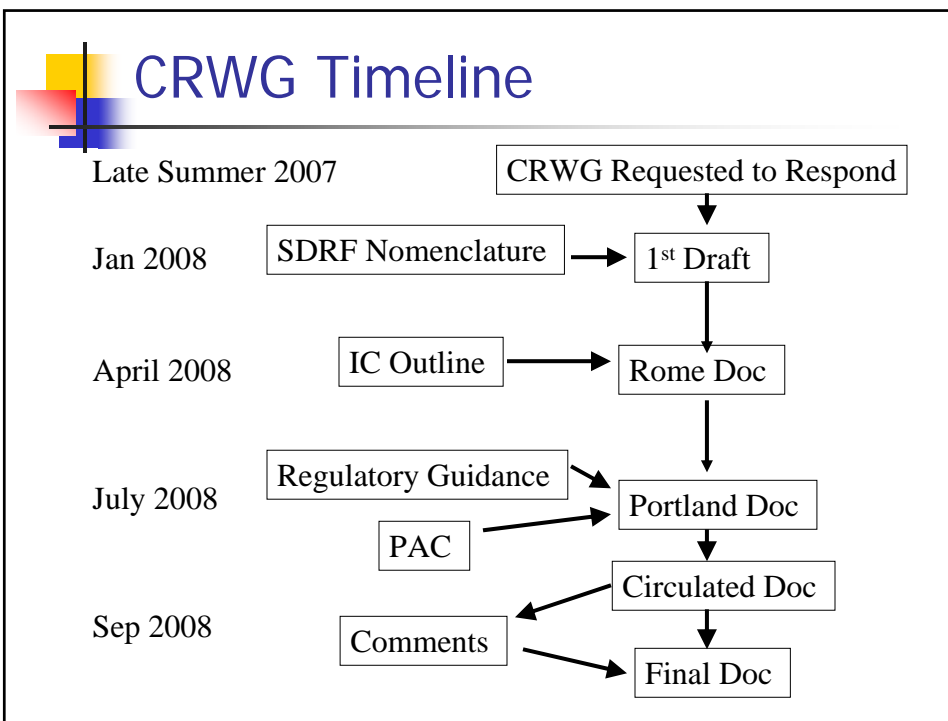 CRWG Timeline
Late Summer 2007
CRWG Requested to Respond
Jan 2008
SDRF Nomenclature
1st Draft
April 2008
IC Outline
Rome Doc
July 2008
Regulatory Guidance
Portland Doc
PAC
Circulated Doc
Sep 2008
Comments
Final Doc